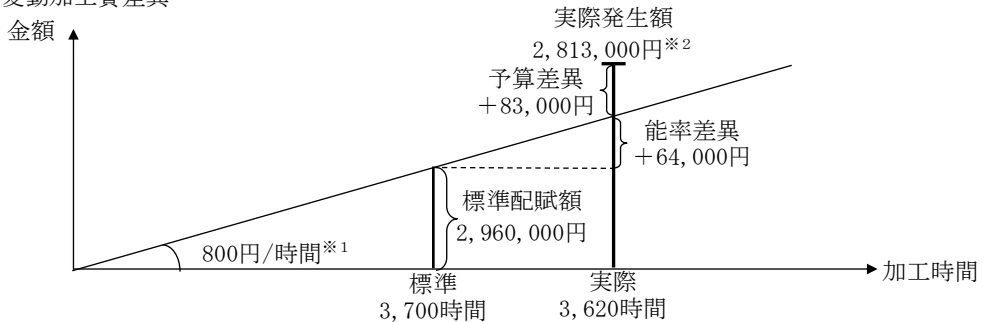 変動加工費差異
金額
実際発生額
2,813,000円※2
予算差異
+83,000円
能率差異
+64,000円
標準配賦額
2,960,000円
800円/時間※1
加工時間
標準
3,700時間
実際
3,620時間